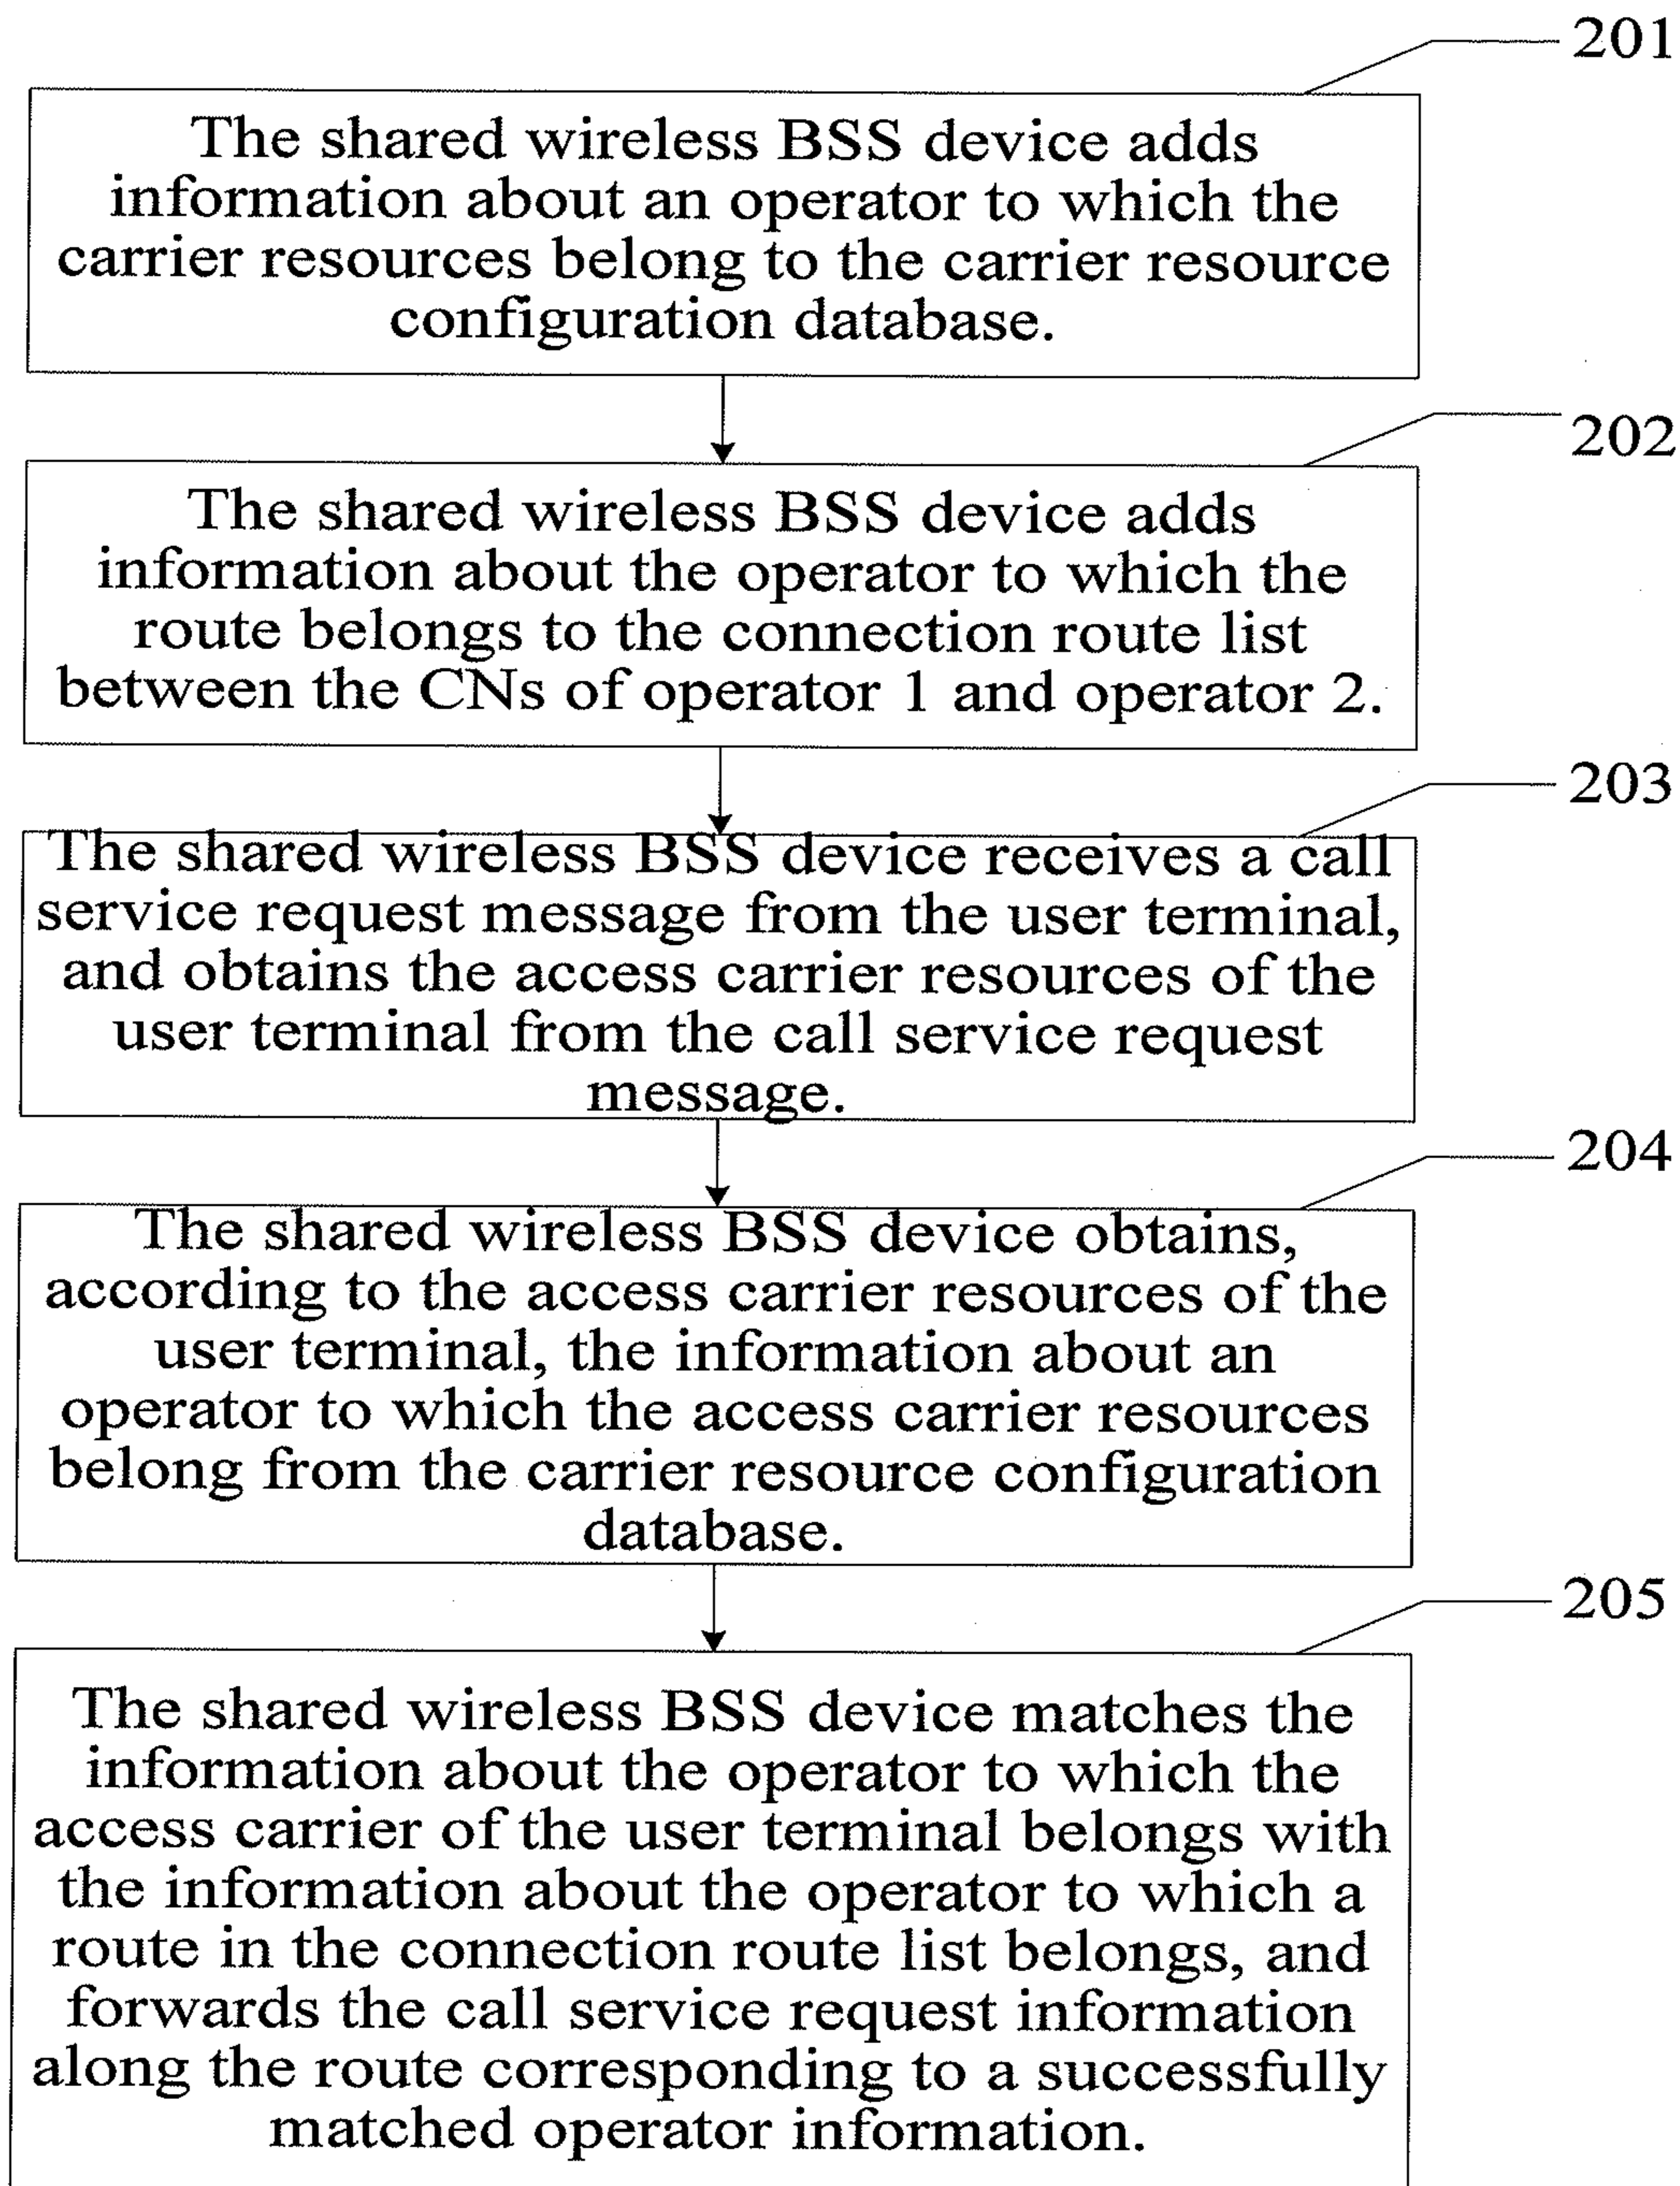 201
The shared wireless BSS device adds
information about an operator to which the
carrier resources belong to the carrier resource
configuration database.
202
The shared wireless BSS device adds
information about the operator to which the
route belongs to the connection route list
between the CNs of operator 1 and operator 2.
203
The shared wireless BSS device receives a call
service request message from the user terminal,
and obtains the access carrier resources of the
user terminal from the call service request
message.
204
The shared wireless BSS device obtains,
according to the access carrier resources of the
user terminal, the information about an
operator to which the access carrier resources
belong from the carrier resource configuration
database.
205
The shared wireless BSS device matches the
information about the operator to which the
access carrier of the user terminal belongs with
the information about the operator to which a
route in the connection route list belongs, and
forwards the call service request information
along the route corresponding to a successfully
matched operator information.